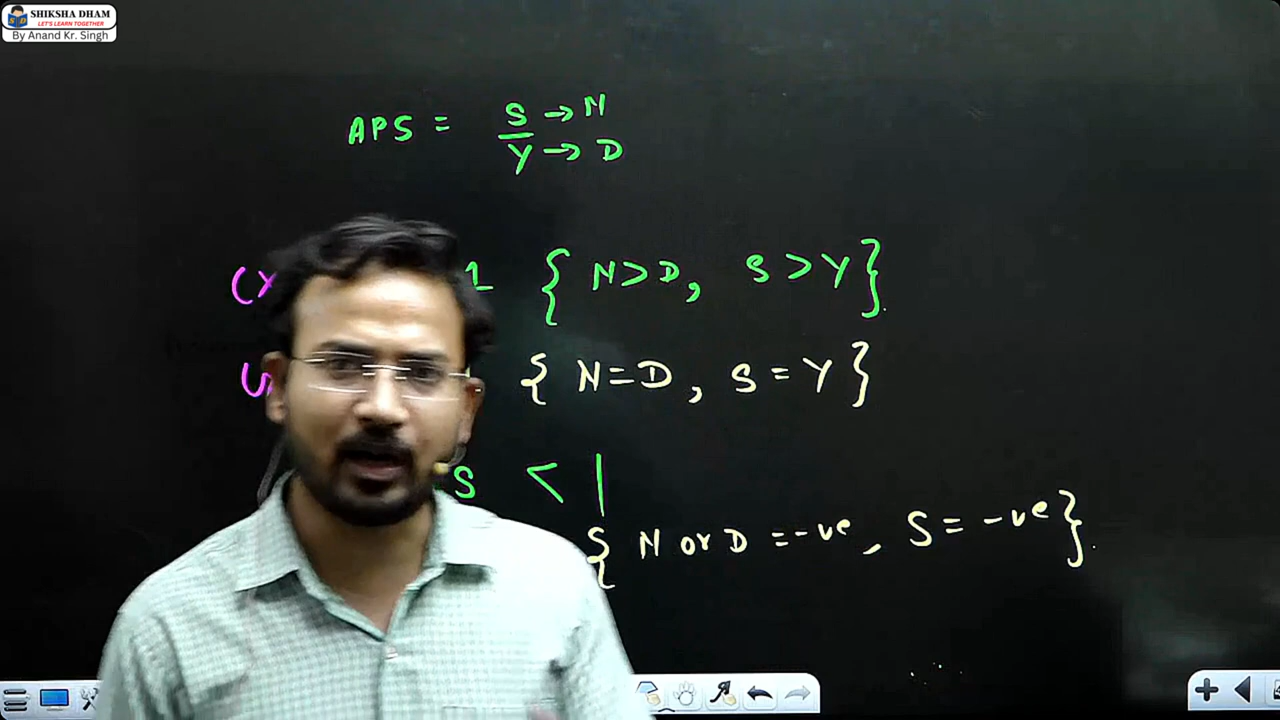 SHIKSHA DHAM
LET'S LEARN TOGETHER
By Anand Kr. Singh
APS = S → N
Y → D
1 { N > D, S > Y }
{ N = D, S = Y }
S < 1
{ N or D = -ve, S = -ve }.